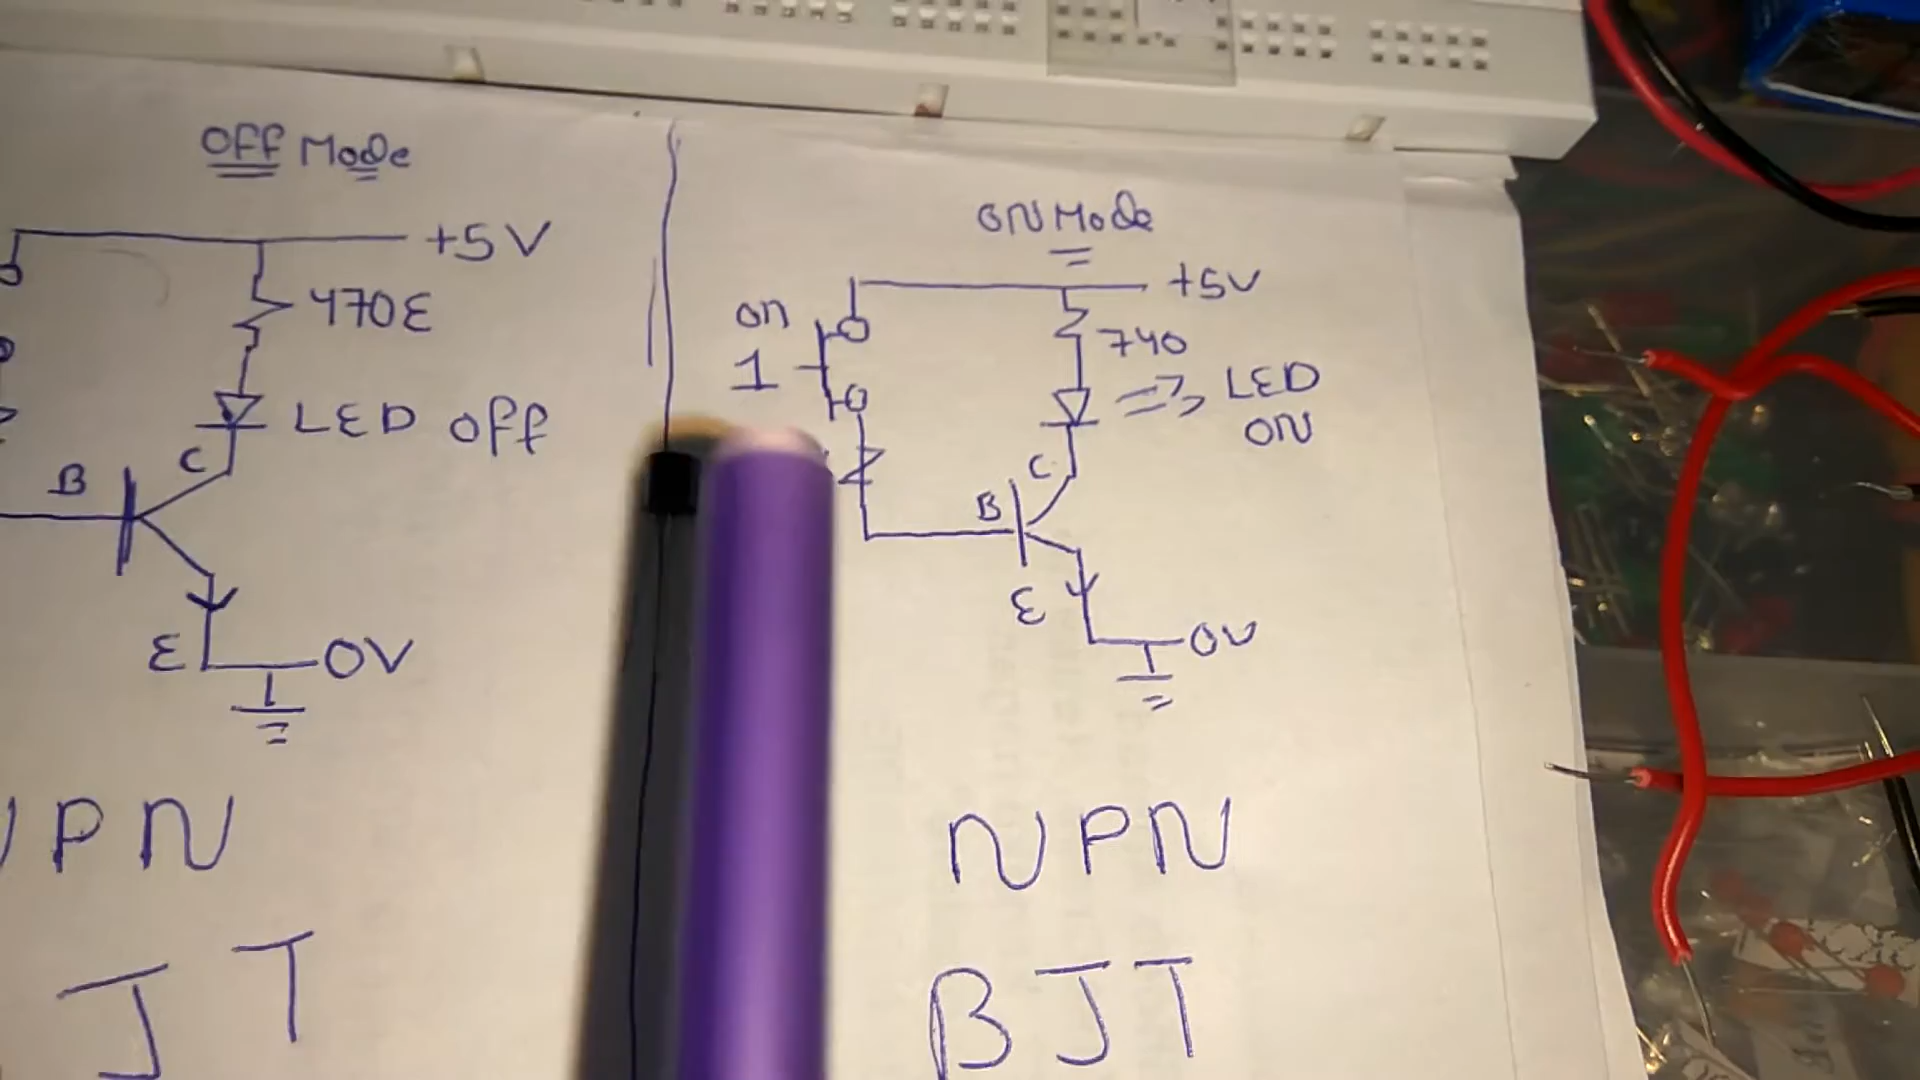 OFF Mode
+5V
470E
LED Off
B
C
E
0V
PN
JT
ON Mode
+5V
on
1
740
LED
ON
B
C
E
0V
NPN
BJT